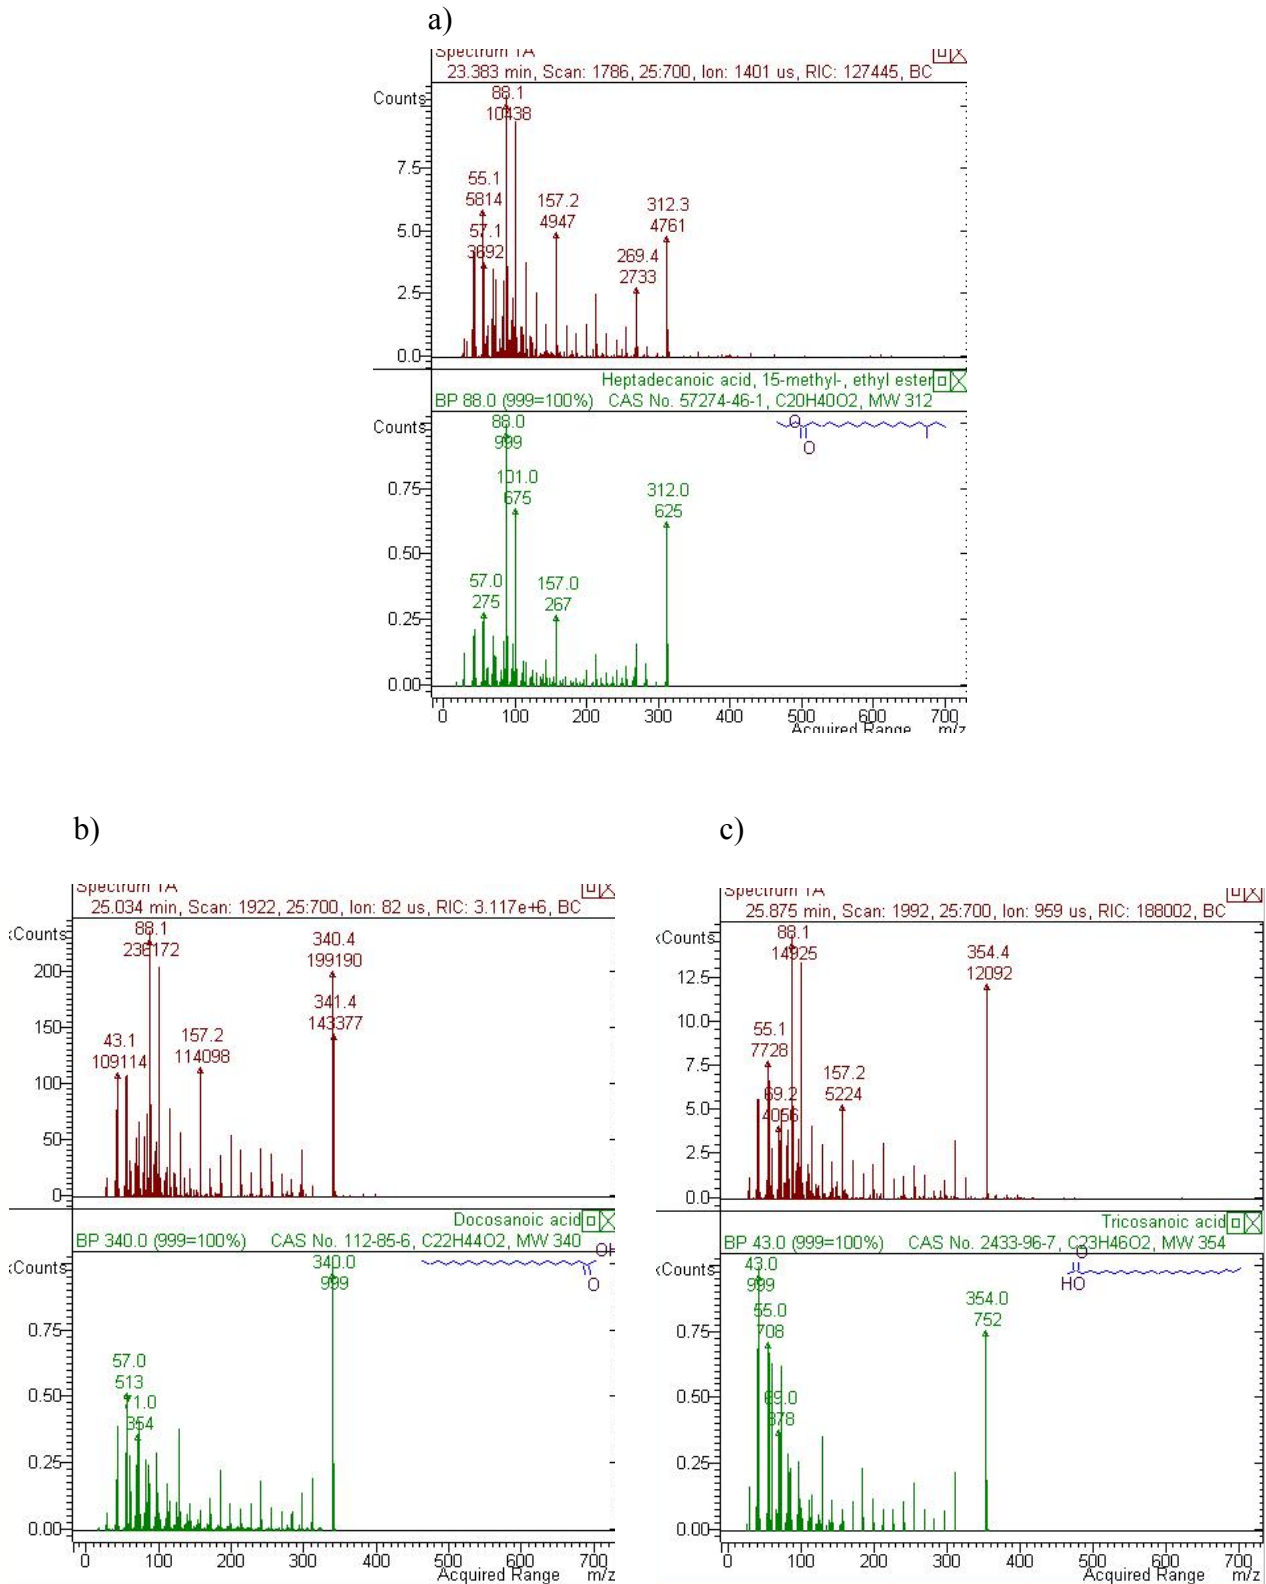 a)
Spectrum 1A
23.383 min, Scan: 1786, 25:700, Ion: 1401 us, RIC: 127445, BC
Counts
88.1
10438
7.5
55.1
5814
157.2
4947
312.3
4761
5.0
57.1
3692
269.4
2733
2.5
0.0
Heptadecanoic acid, 15-methyl-, ethyl ester
BP 88.0 (999=100%) CAS No. 57274-46-1, C20H40O2, MW 312
Counts
88.0
999
O
O
101.0
675
312.0
625
0.75
0.50
57.0
275
157.0
267
0.25
0.00
0 100 200 300 400 500 600 700
Acquired Range m/z
b)
Spectrum 1A
25.034 min, Scan: 1922, 25:700, Ion: 82 us, RIC: 3.117e+6, BC
kCounts
88.1
236172
340.4
199190
200
341.4
143377
150
43.1
109114
157.2
114098
100
50
0
Docosanoic acid
BP 340.0 (999=100%) CAS No. 112-85-6, C22H44O2, MW 340
kCounts
340.0
999
OH
O
0.75
57.0
513
0.50
71.0
354
0.25
0.00
0 100 200 300 400 500 600 700
Acquired Range m/z
c)
Spectrum 1A
25.875 min, Scan: 1992, 25:700, Ion: 959 us, RIC: 188002, BC
kCounts
88.1
14925
354.4
12092
12.5
10.0
55.1
7728
7.5
69.2
4056
157.2
5224
5.0
2.5
0.0
Tricosanoic acid
BP 43.0 (999=100%) CAS No. 2433-96-7, C23H46O2, MW 354
kCounts
43.0
999
O
HO
55.0
708
354.0
752
0.75
0.50
69.0
378
0.25
0.00
0 100 200 300 400 500 600 700
Acquired Range m/z